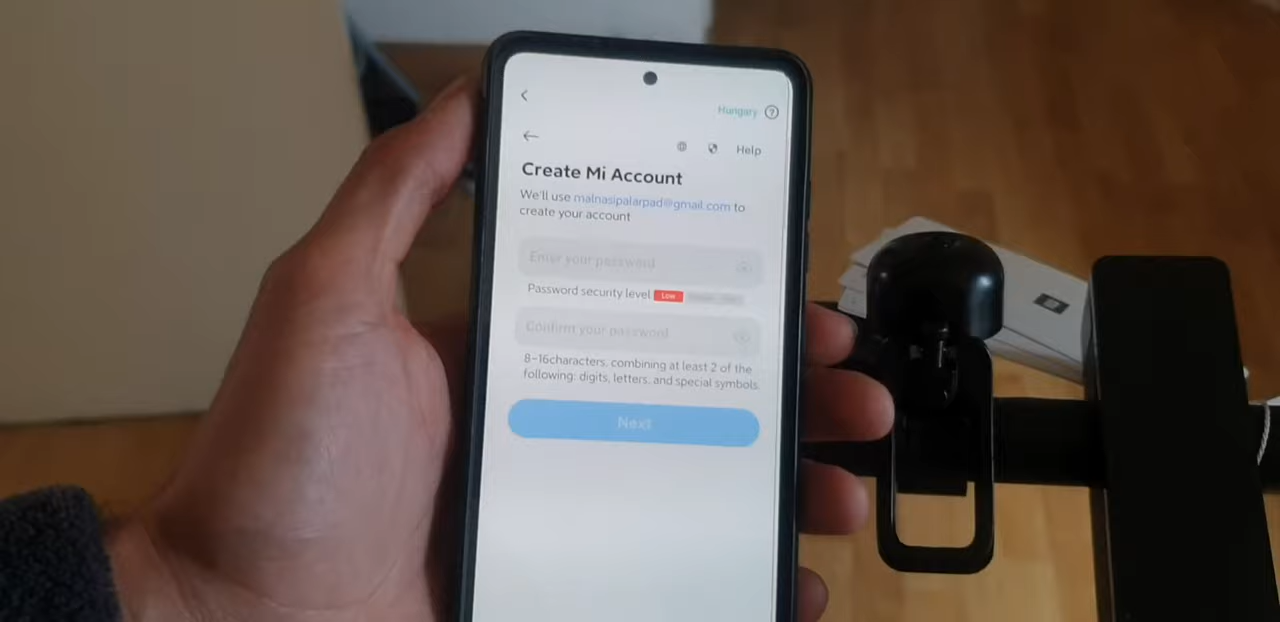 Hungary
Help
Create Mi Account
We'll use malnasipalarpad@gmail.com to
create your account
Enter your password
Password security level Low
Confirm your password
8-16characters, combining at least 2 of the
following: digits, letters, and special symbols.
Next